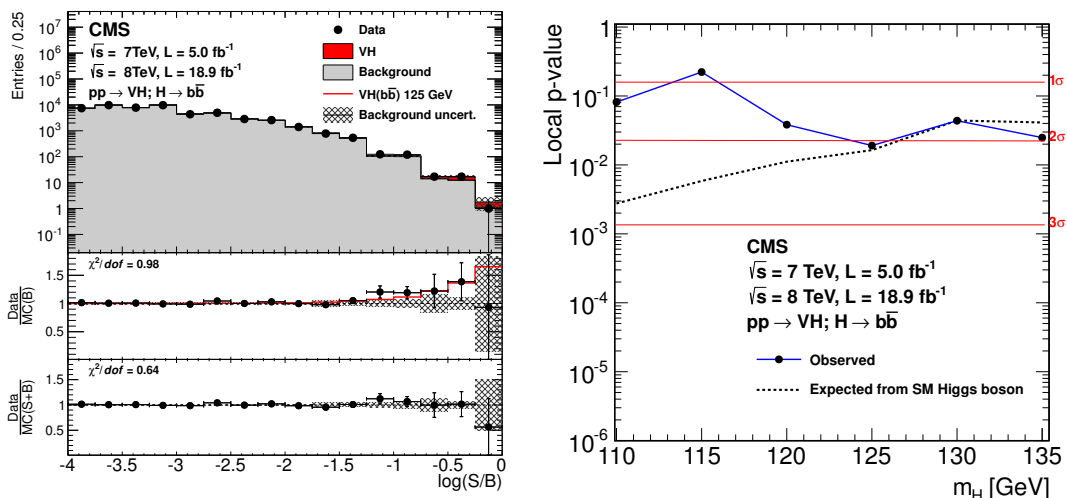 CMS
√s = 7TeV, L = 5.0 fb⁻¹
√s = 8TeV, L = 18.9 fb⁻¹
pp → VH; H → bb̅
Data
VH
Background
VH(bb̅) 125 GeV
Background uncert.
Entries / 0.25
10⁷
10⁶
10⁵
10⁴
10³
10²
10
1
10⁻¹
χ²/dof = 0.98
Data
MC(B)
1.5
1
0.5
χ²/dof = 0.64
Data
MC(S+B)
1.5
1
0.5
-4 -3.5 -3 -2.5 -2 -1.5 -1 -0.5 0
log(S/B)
Local p-value
1
10⁻¹
10⁻²
10⁻³
10⁻⁴
10⁻⁵
10⁻⁶
1σ
2σ
3σ
CMS
√s = 7 TeV, L = 5.0 fb⁻¹
√s = 8 TeV, L = 18.9 fb⁻¹
pp → VH; H → bb̅
Observed
Expected from SM Higgs boson
110 115 120 125 130 135
m_H [GeV]